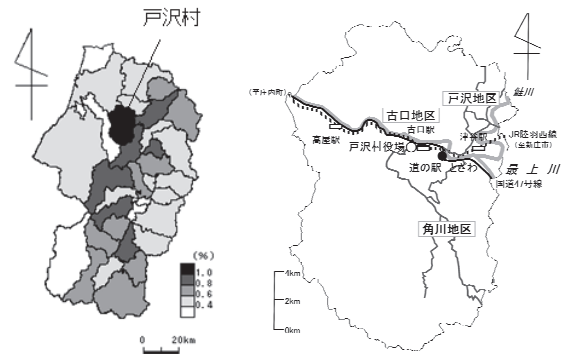 戸沢村
(%)
1.0
0.8
0.6
0.4
0 20km
(至庄内町)
戸沢地区
鮭川
古口地区
古口駅
津谷駅
JR陸羽西線
(至新庄市)
高屋駅
戸沢村役場
最上川
道の駅 とざわ
国道47号線
角川地区
4km
2km
0km